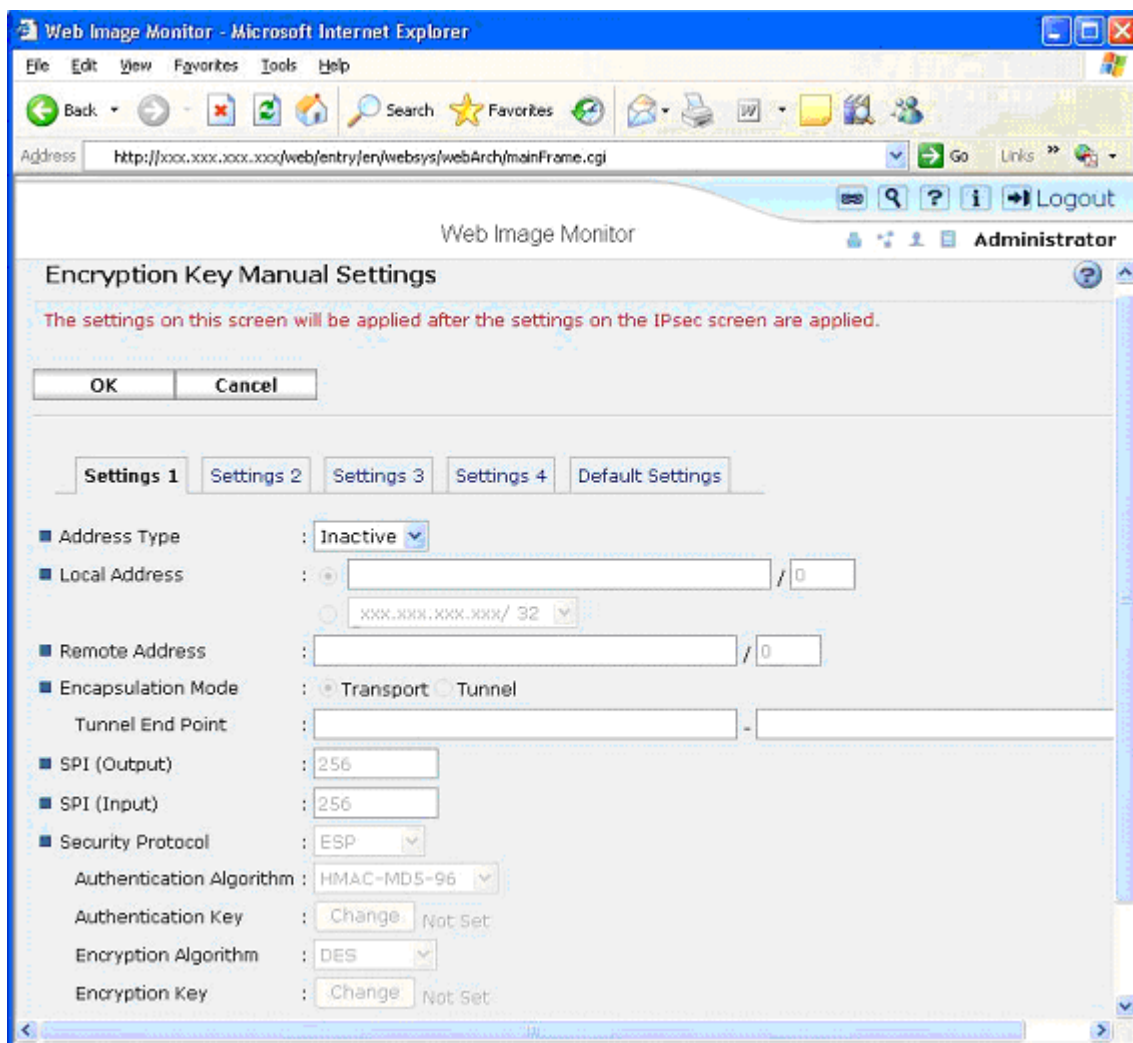 Web Image Monitor - Microsoft Internet Explorer
File Edit View Favorites Tools Help
Back Search Favorites
Address http://xxx.xxx.xxx.xxx/web/entry/en/websys/webArch/mainFrame.cgi Go Links »
Logout
Web Image Monitor Administrator
Encryption Key Manual Settings
The settings on this screen will be applied after the settings on the IPsec screen are applied.
OK Cancel
Settings 1 Settings 2 Settings 3 Settings 4 Default Settings
Address Type : Inactive
Local Address : / 0
xxx.xxx.xxx.xxx/ 32
Remote Address : / 0
Encapsulation Mode : Transport Tunnel
Tunnel End Point : -
SPI (Output) : 256
SPI (Input) : 256
Security Protocol : ESP
Authentication Algorithm : HMAC-MD5-96
Authentication Key : Change Not Set
Encryption Algorithm : DES
Encryption Key : Change Not Set